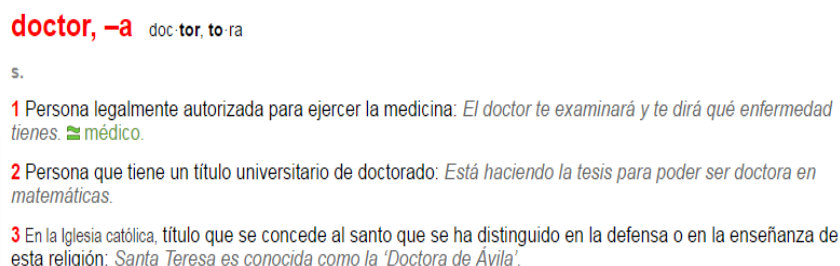 doctor, –a doc·tor, to·ra
s.
1 Persona legalmente autorizada para ejercer la medicina: El doctor te examinará y te dirá qué enfermedad
tienes. ≅ médico.
2 Persona que tiene un título universitario de doctorado: Está haciendo la tesis para poder ser doctora en
matemáticas.
3 En la Iglesia católica, título que se concede al santo que se ha distinguido en la defensa o en la enseñanza de
esta religión: Santa Teresa es conocida como la ‘Doctora de Ávila’.